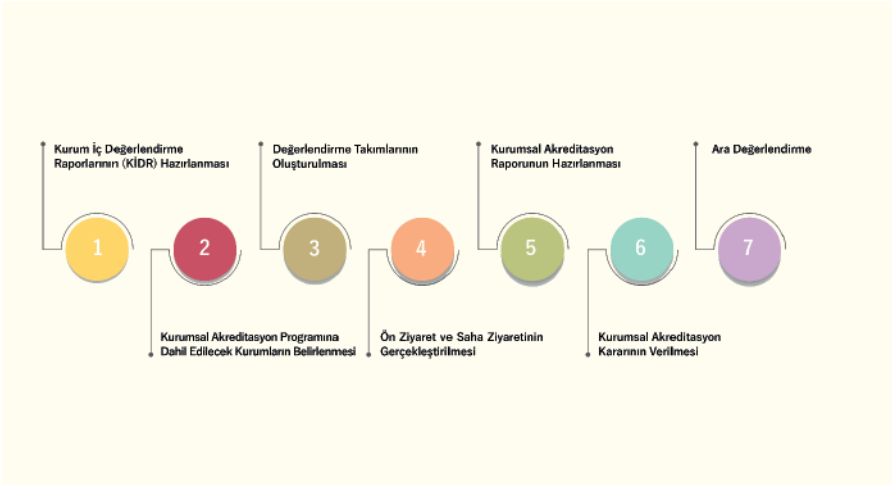 Kurum İç Değerlendirme
Raporlarının (KİDR) Hazırlanması
Değerlendirme Takımlarının
Oluşturulması
Kurumsal Akreditasyon
Raporunun Hazırlanması
Ara Değerlendirme
1
2
3
4
5
6
7
Kurumsal Akreditasyon Programına
Dahil Edilecek Kurumların Belirlenmesi
Ön Ziyaret ve Saha Ziyaretinin
Gerçekleştirilmesi
Kurumsal Akreditasyon
Kararının Verilmesi